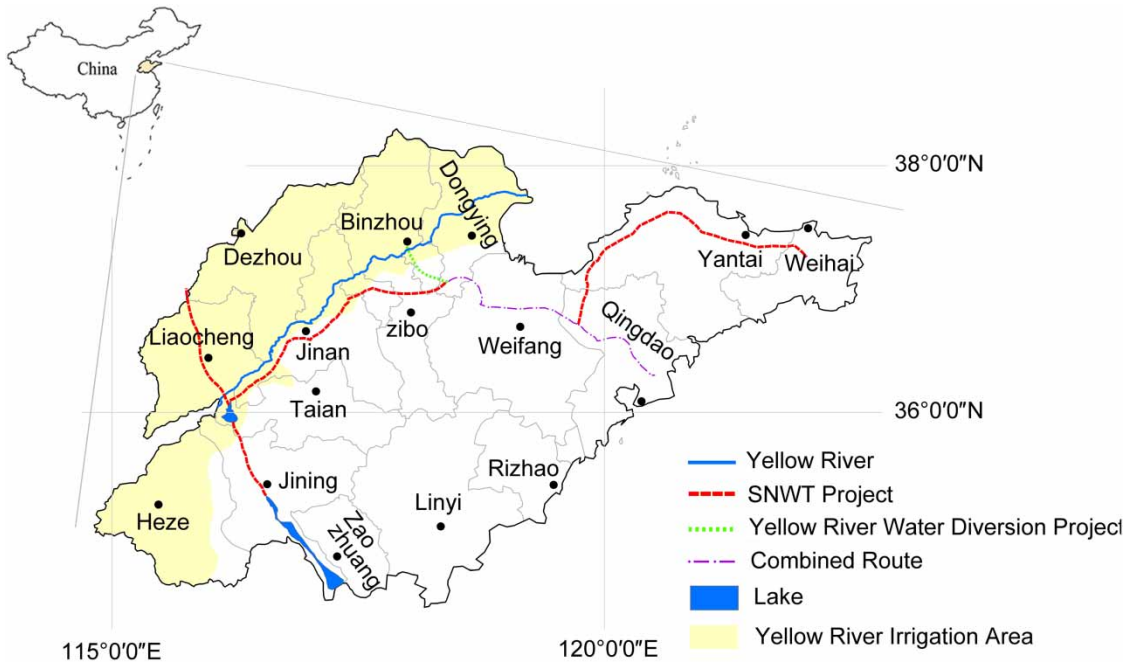 China
38°0′0″N
Dongying
Binzhou
Dezhou
Yantai
Weihai
Qingdao
Liaocheng
Jinan
zibo
Weifang
Taian
36°0′0″N
Jining
Rizhao
Heze
Linyi
Zao
zhuang
Yellow River
SNWT Project
Yellow River Water Diversion Project
Combined Route
Lake
Yellow River Irrigation Area
115°0′0″E
120°0′0″E